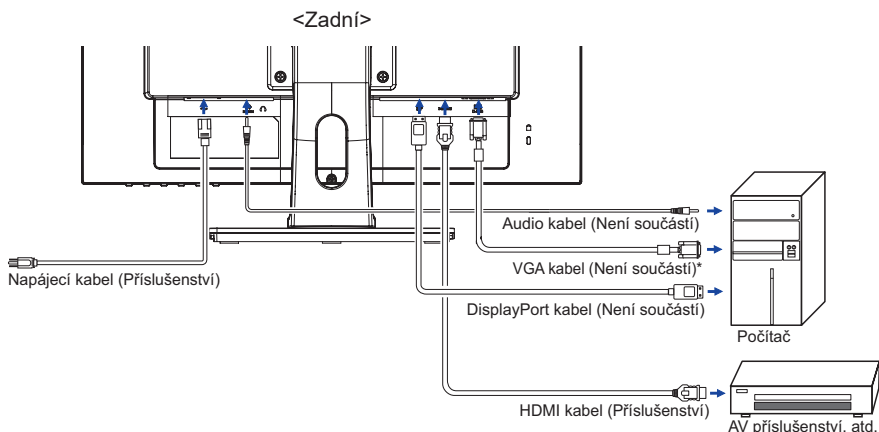 <Zadní>
Audio kabel (Není součástí)
VGA kabel (Není součástí)*
Napájecí kabel (Příslušenství)
DisplayPort kabel (Není součástí)
Počítač
HDMI kabel (Příslušenství)
AV příslušenství, atd.